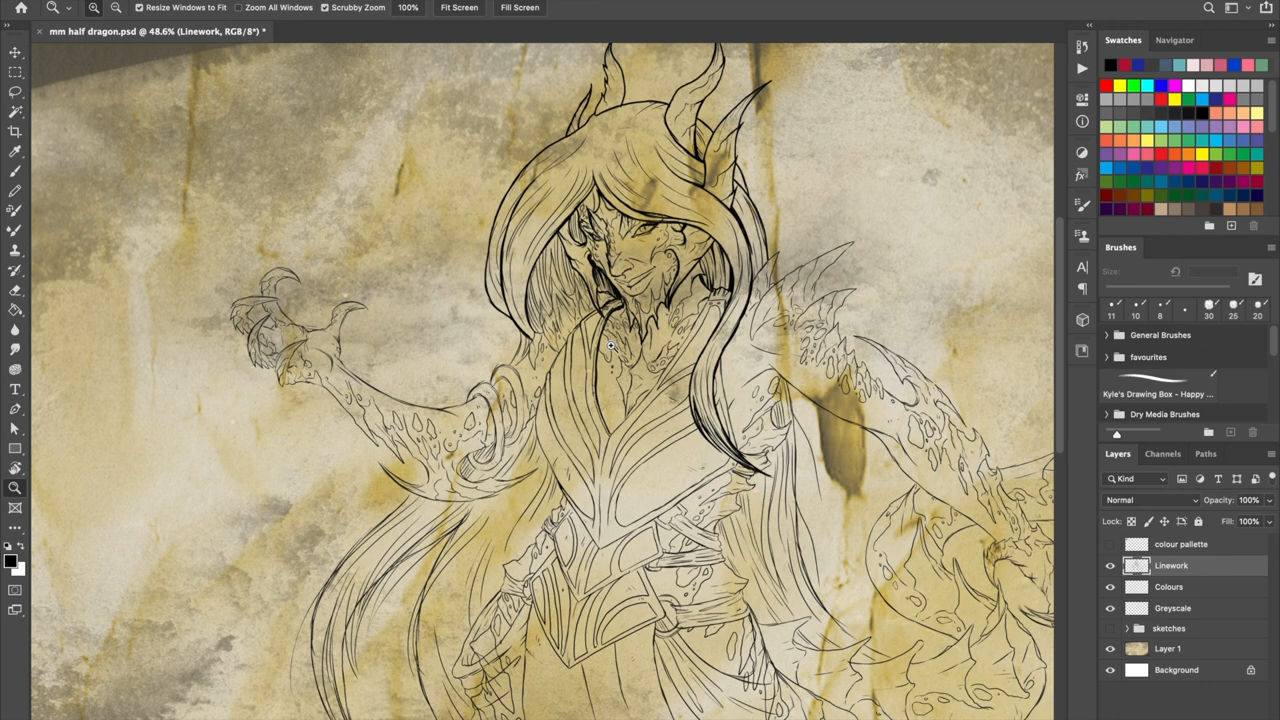 Resize Windows to Fit Zoom All Windows Scrubby Zoom 100% Fit Screen Fill Screen
mm half dragon.psd @ 48.6% (Linework, RGB/8*) *
Swatches Navigator
Brushes
Size:
11 10 8 30 25 20
General Brushes
favourites
Kyle's Drawing Box - Happy ...
Dry Media Brushes
Layers Channels Paths
Kind
Normal Opacity: 100%
Lock: Fill: 100%
colour pallette
Linework
Colours
Greyscale
sketches
Layer 1
Background